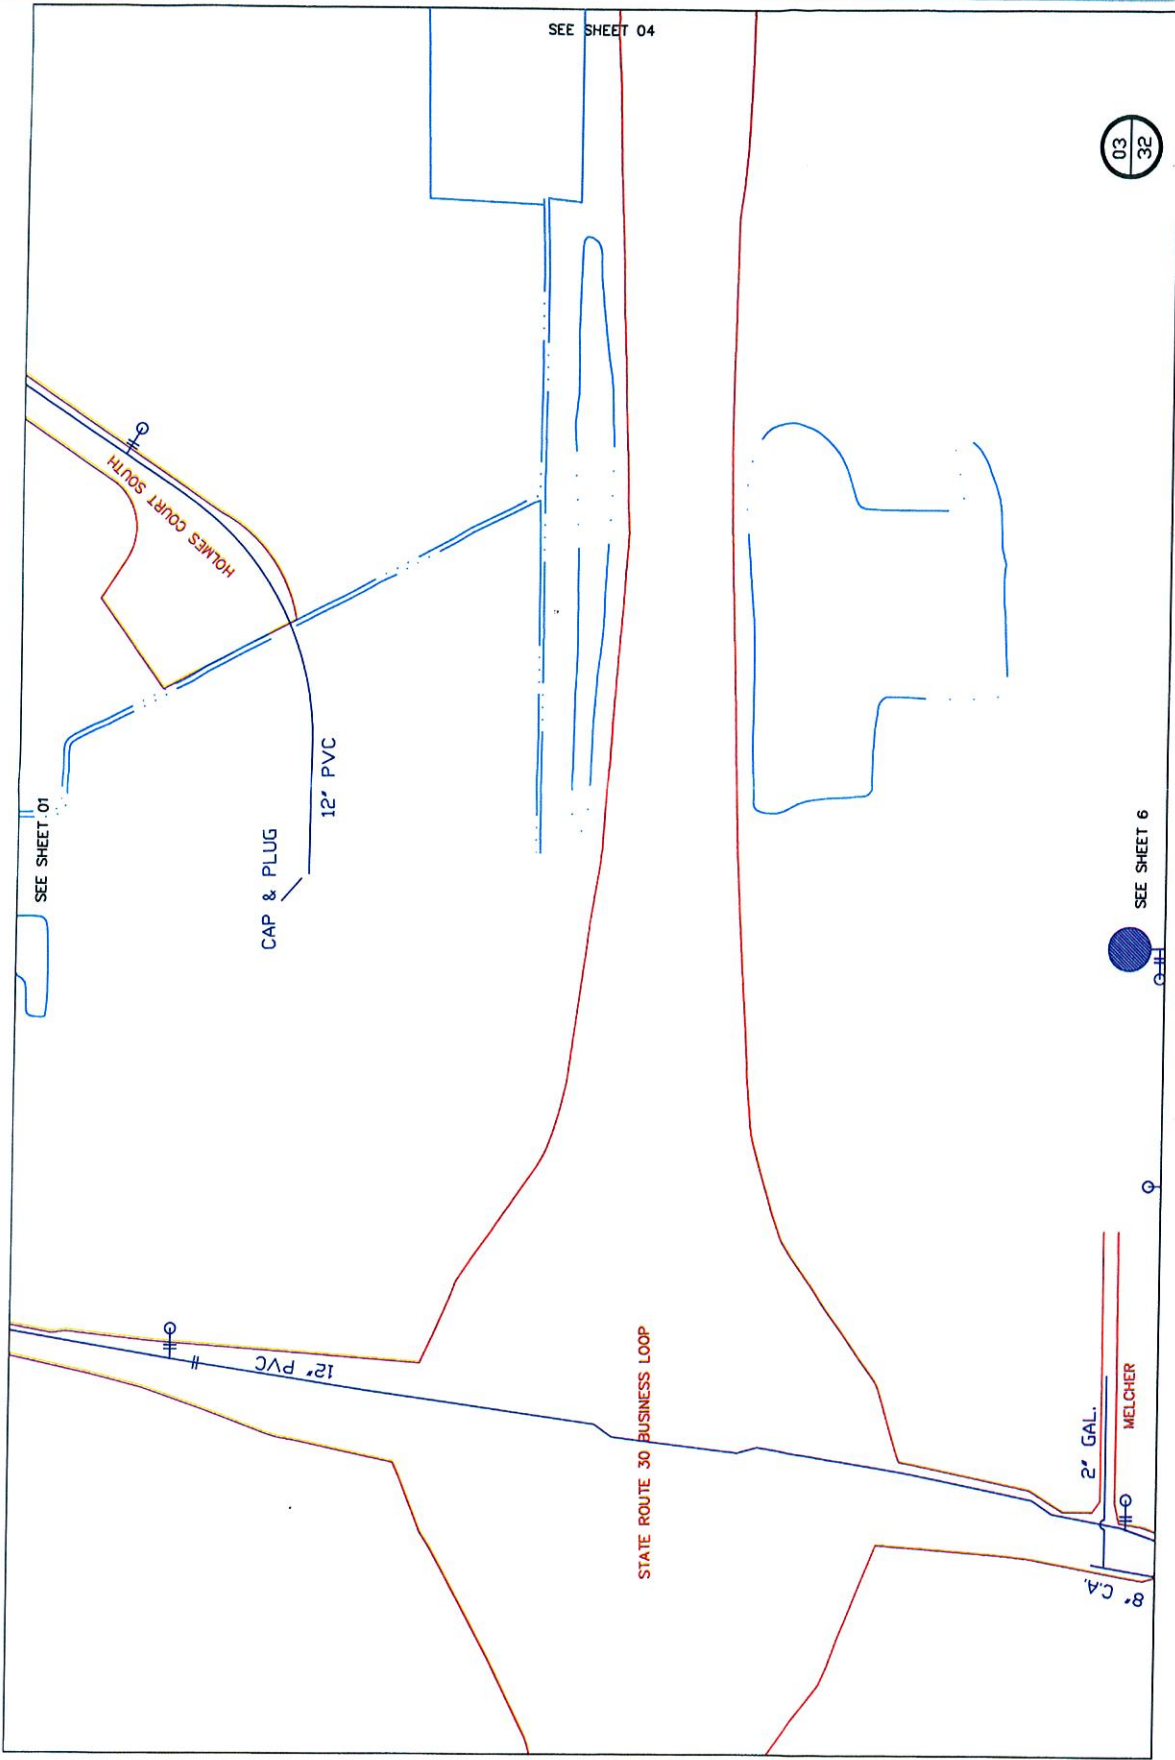 SEE SHEET 04
03
32
HOLMES COURT SOUTH
SEE SHEET 01
12" PVC
CAP & PLUG
SEE SHEET 6
12" PVC
STATE ROUTE 30 BUSINESS LOOP
2" GAL.
MELCHER
8" C.A.